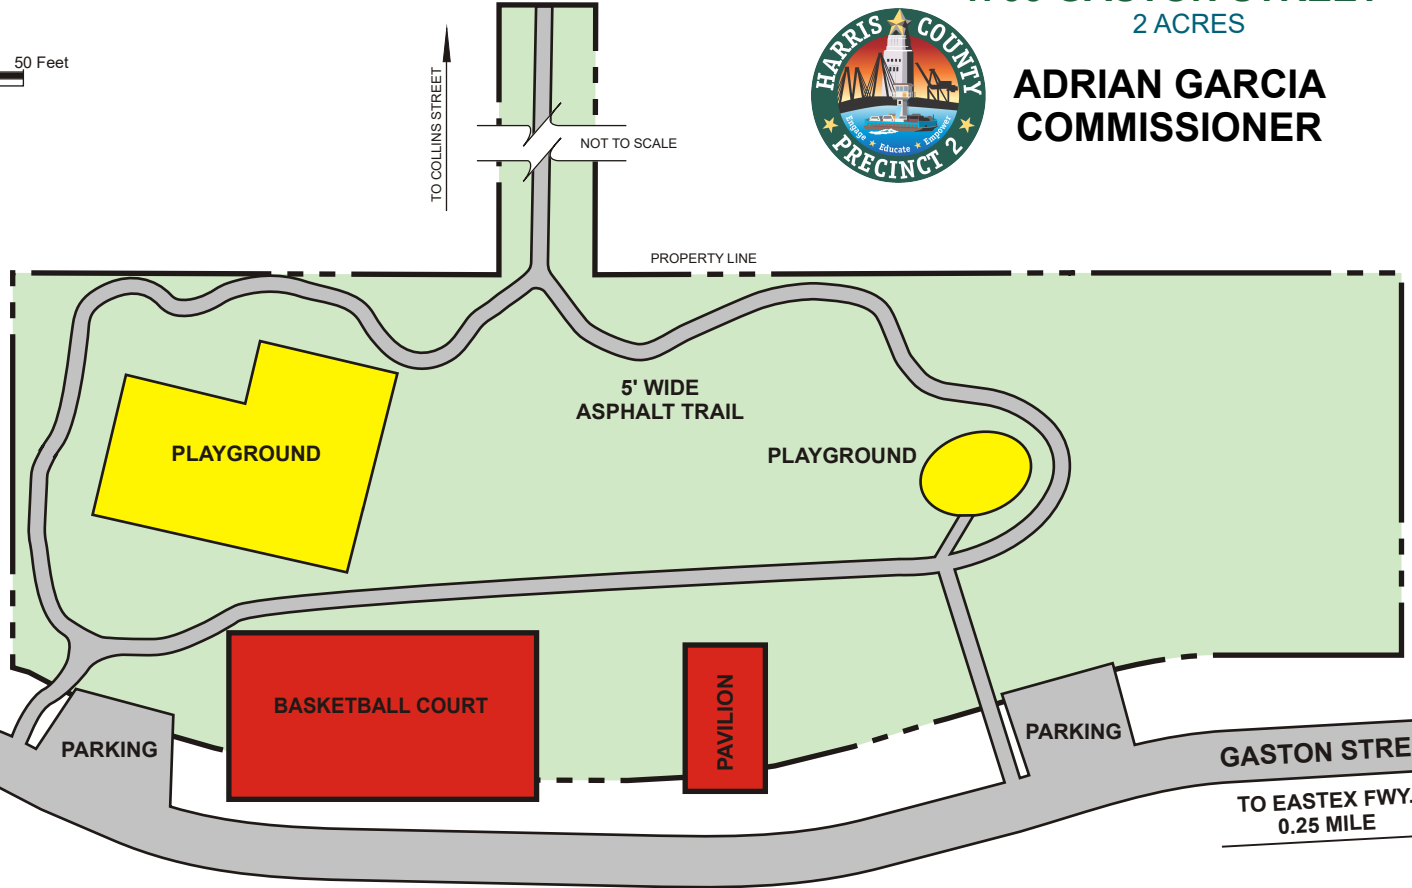 2 ACRES
ADRIAN GARCIA
COMMISSIONER
HARRIS COUNTY
PRECINCT 2
Engage ★ Educate ★ Empower
50 Feet
TO COLLINS STREET
NOT TO SCALE
PROPERTY LINE
5' WIDE
ASPHALT TRAIL
PLAYGROUND
PLAYGROUND
BASKETBALL COURT
PAVILION
PARKING
PARKING
GASTON STRE
TO EASTEX FWY.
0.25 MILE